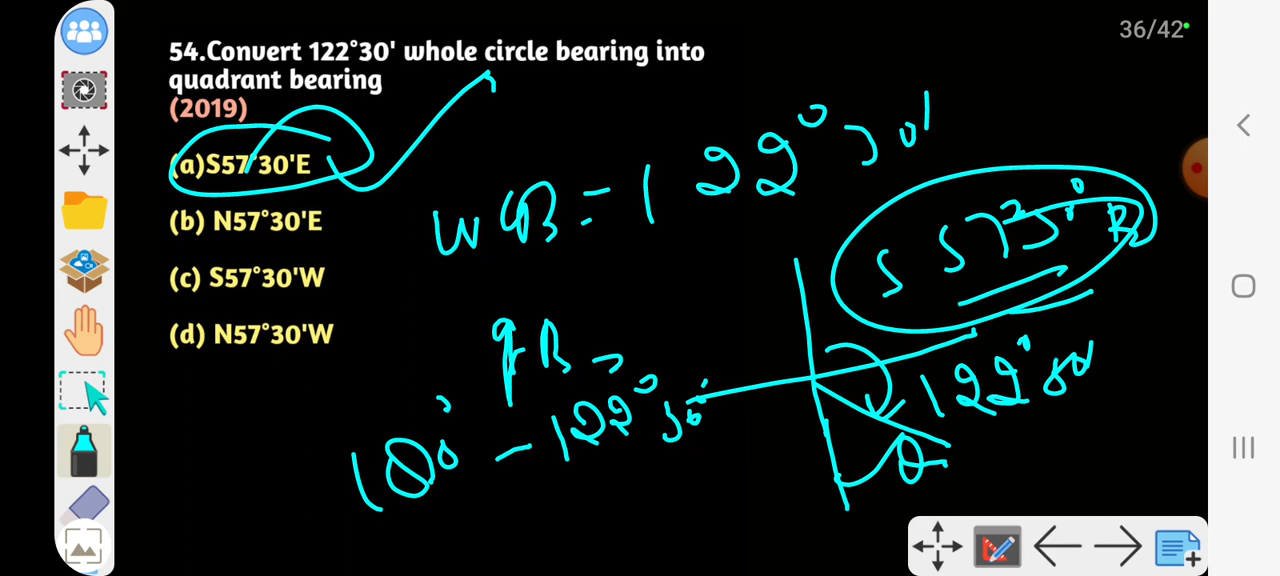 36/42
54.Convert 122°30' whole circle bearing into
quadrant bearing
(2019)
(a)S57°30'E
(b) N57°30'E
(c) S57°30'W
(d) N57°30'W
WCB = 122°30'
S 57°30'
122°30'
θ
QB =
180° - 122°30'